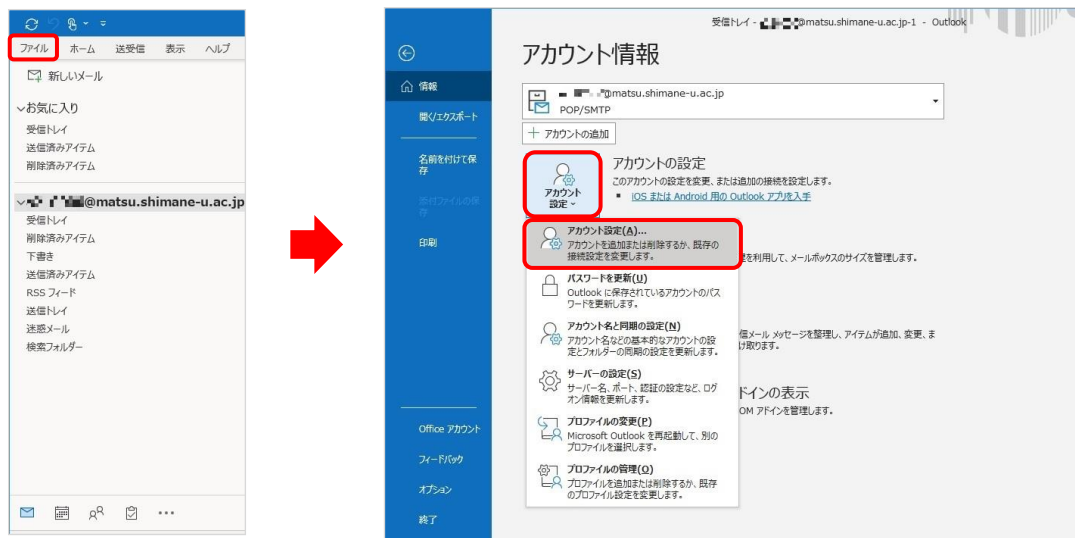 ファイル ホーム 送受信 表示 ヘルプ
新しいメール
お気に入り
受信トレイ
送信済みアイテム
削除済みアイテム
@matsu.shimane-u.ac.jp
受信トレイ
削除済みアイテム
下書き
送信済みアイテム
RSS フィード
送信トレイ
迷惑メール
検索フォルダー
受信トレイ - @matsu.shimane-u.ac.jp-1 - Outlook
情報
開く/エクスポート
名前を付けて保
存
添付ファイルの保
存
印刷
Office アカウント
フィードバック
オプション
終了
アカウント情報
@matsu.shimane-u.ac.jp
POP/SMTP
アカウントの追加
アカウント
設定
アカウントの設定
このアカウントの設定を変更、または追加の接続を設定します。
iOS または Android 用の Outlook アプリを入手
アカウント設定(A)...
アカウントを追加または削除するか、既存の
接続設定を変更します。
パスワードを更新(U)
Outlook に保存されているアカウントのパス
ワードを更新します。
アカウント名と同期の設定(N)
アカウント名などの基本的なアカウントの設
定とフォルダーの同期の設定を更新します。
サーバーの設定(S)
サーバー名、ポート、認証の設定など、ログ
オン情報を更新します。
プロファイルの変更(P)
Microsoft Outlook を再起動して、別の
プロファイルを選択します。
プロファイルの管理(O)
プロファイルを追加または削除するか、既存
のプロファイル設定を変更します。
を利用して、メールボックスのサイズを管理します。
信メール メッセージを整理し、アイテムが追加、変更、ま
け取ります。
ドインの表示
OM アドインを管理します。